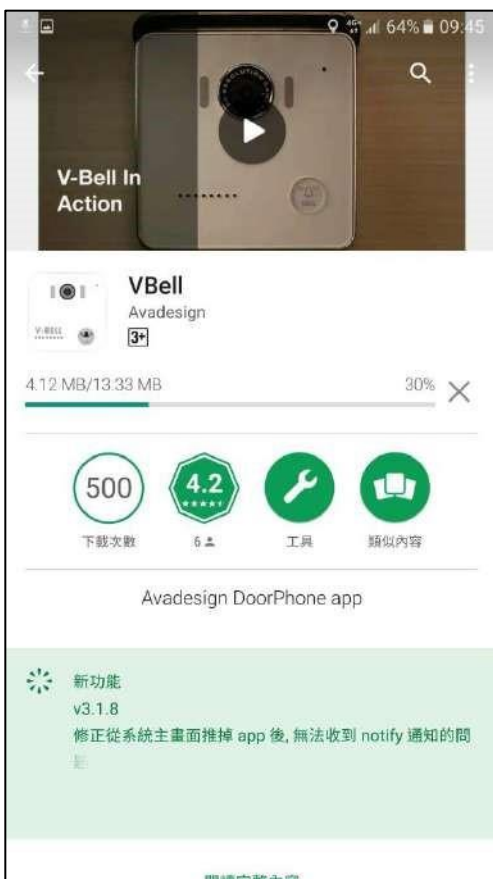 64% 09:45
V-Bell In
Action
VBell
Avadesign
3+
V-BELL
4.12 MB/13.33 MB
30%
500
4.2
下載次數
6
工具
類似內容
Avadesign DoorPhone app
新功能
v3.1.8
修正從系統主畫面推掉 app 後, 無法收到 notify 通知的問